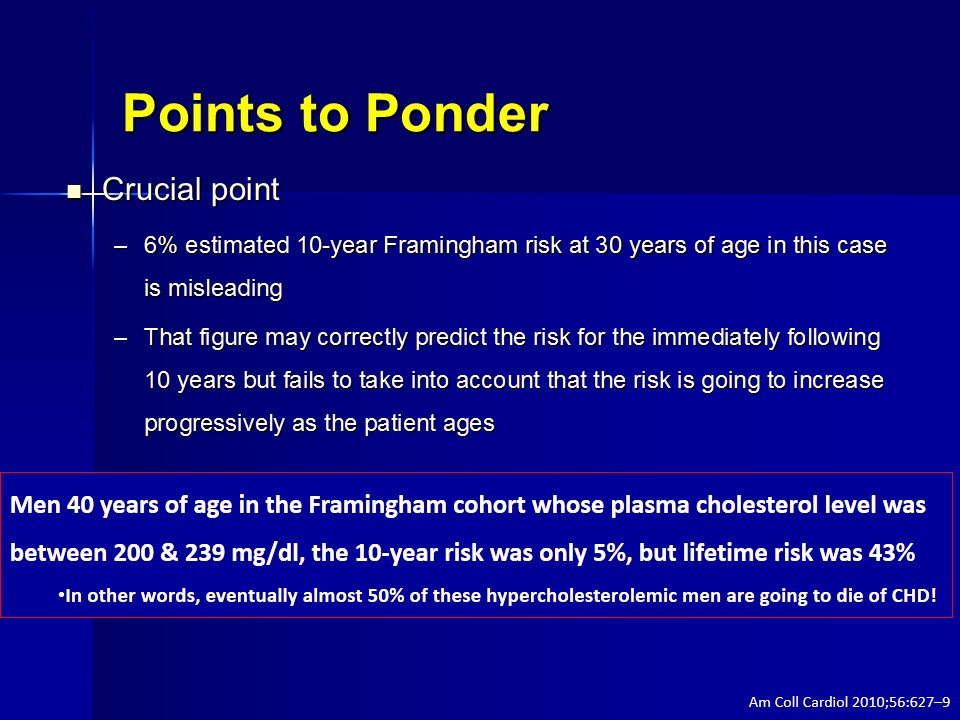 Points to Ponder
Crucial point
– 6% estimated 10-year Framingham risk at 30 years of age in this case
is misleading
– That figure may correctly predict the risk for the immediately following
10 years but fails to take into account that the risk is going to increase
progressively as the patient ages
Men 40 years of age in the Framingham cohort whose plasma cholesterol level was
between 200 & 239 mg/dl, the 10-year risk was only 5%, but lifetime risk was 43%
•In other words, eventually almost 50% of these hypercholesterolemic men are going to die of CHD!
Am Coll Cardiol 2010;56:627–9